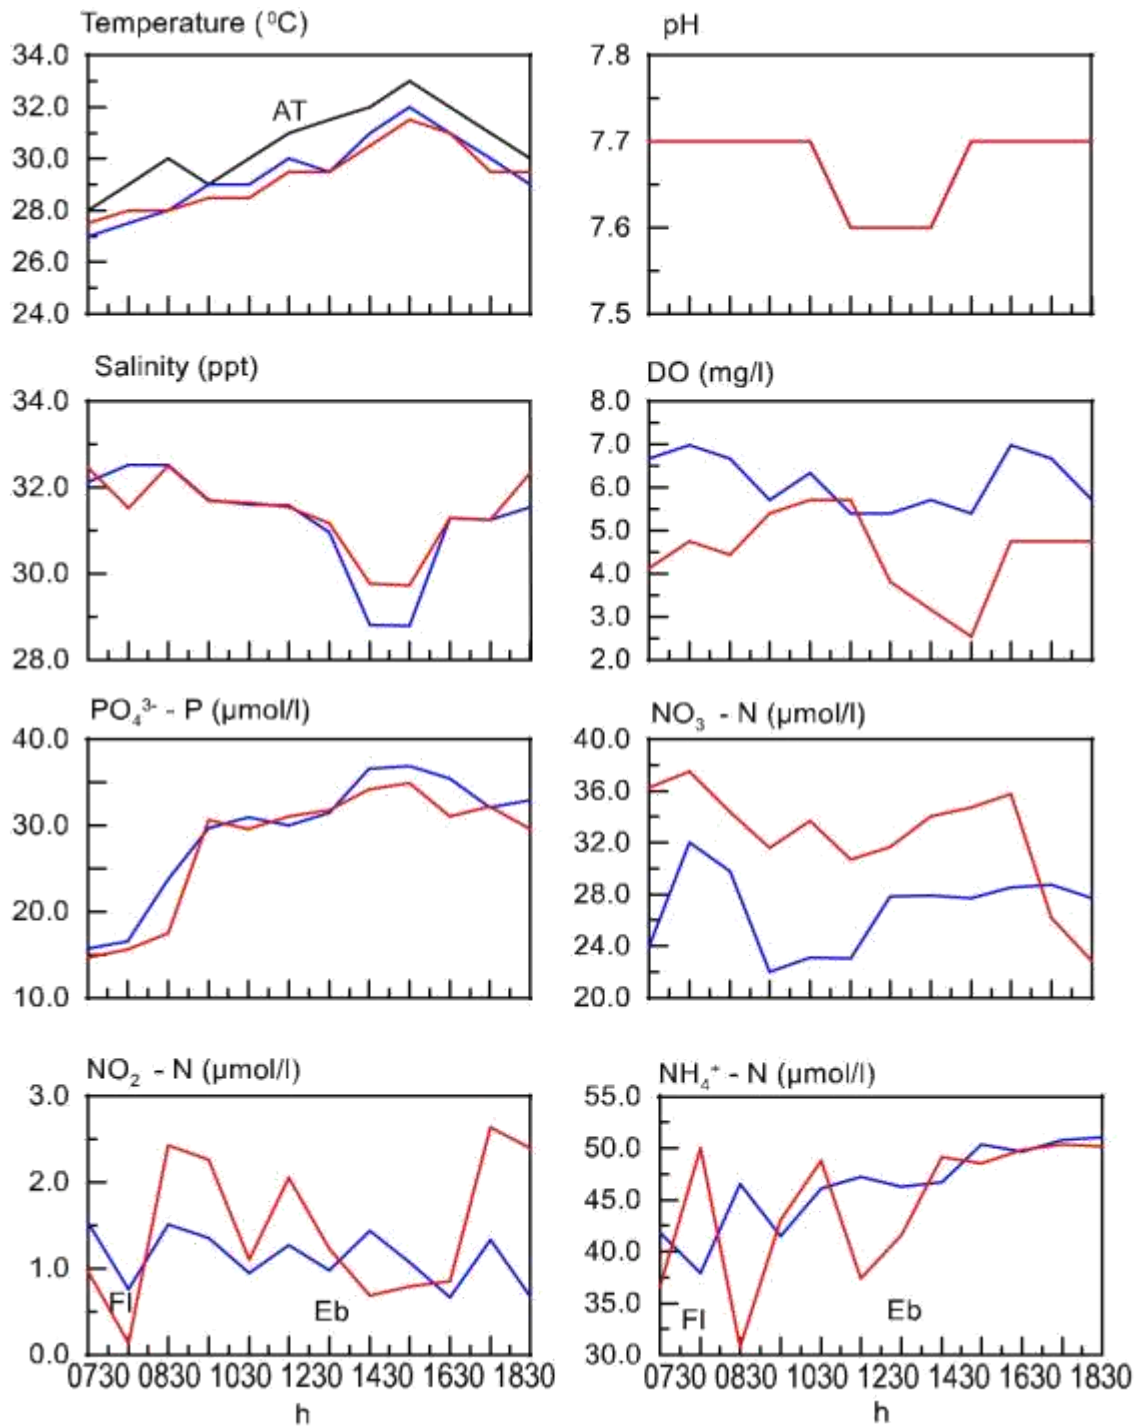 Temperature (⁰C)
34.0
32.0
30.0
28.0
26.0
24.0
AT
pH
7.8
7.7
7.6
7.5
Salinity (ppt)
34.0
32.0
30.0
28.0
DO (mg/l)
8.0
7.0
6.0
5.0
4.0
3.0
2.0
PO₄³⁻ - P (µmol/l)
40.0
30.0
20.0
10.0
NO₃ - N (µmol/l)
40.0
36.0
32.0
28.0
24.0
20.0
NO₂ - N (µmol/l)
3.0
2.0
1.0
0.0
Fl
Eb
0730 0830 1030 1230 1430 1630 1830
h
NH₄⁺ - N (µmol/l)
55.0
50.0
45.0
40.0
35.0
30.0
Fl
Eb
0730 0830 1030 1230 1430 1630 1830
h